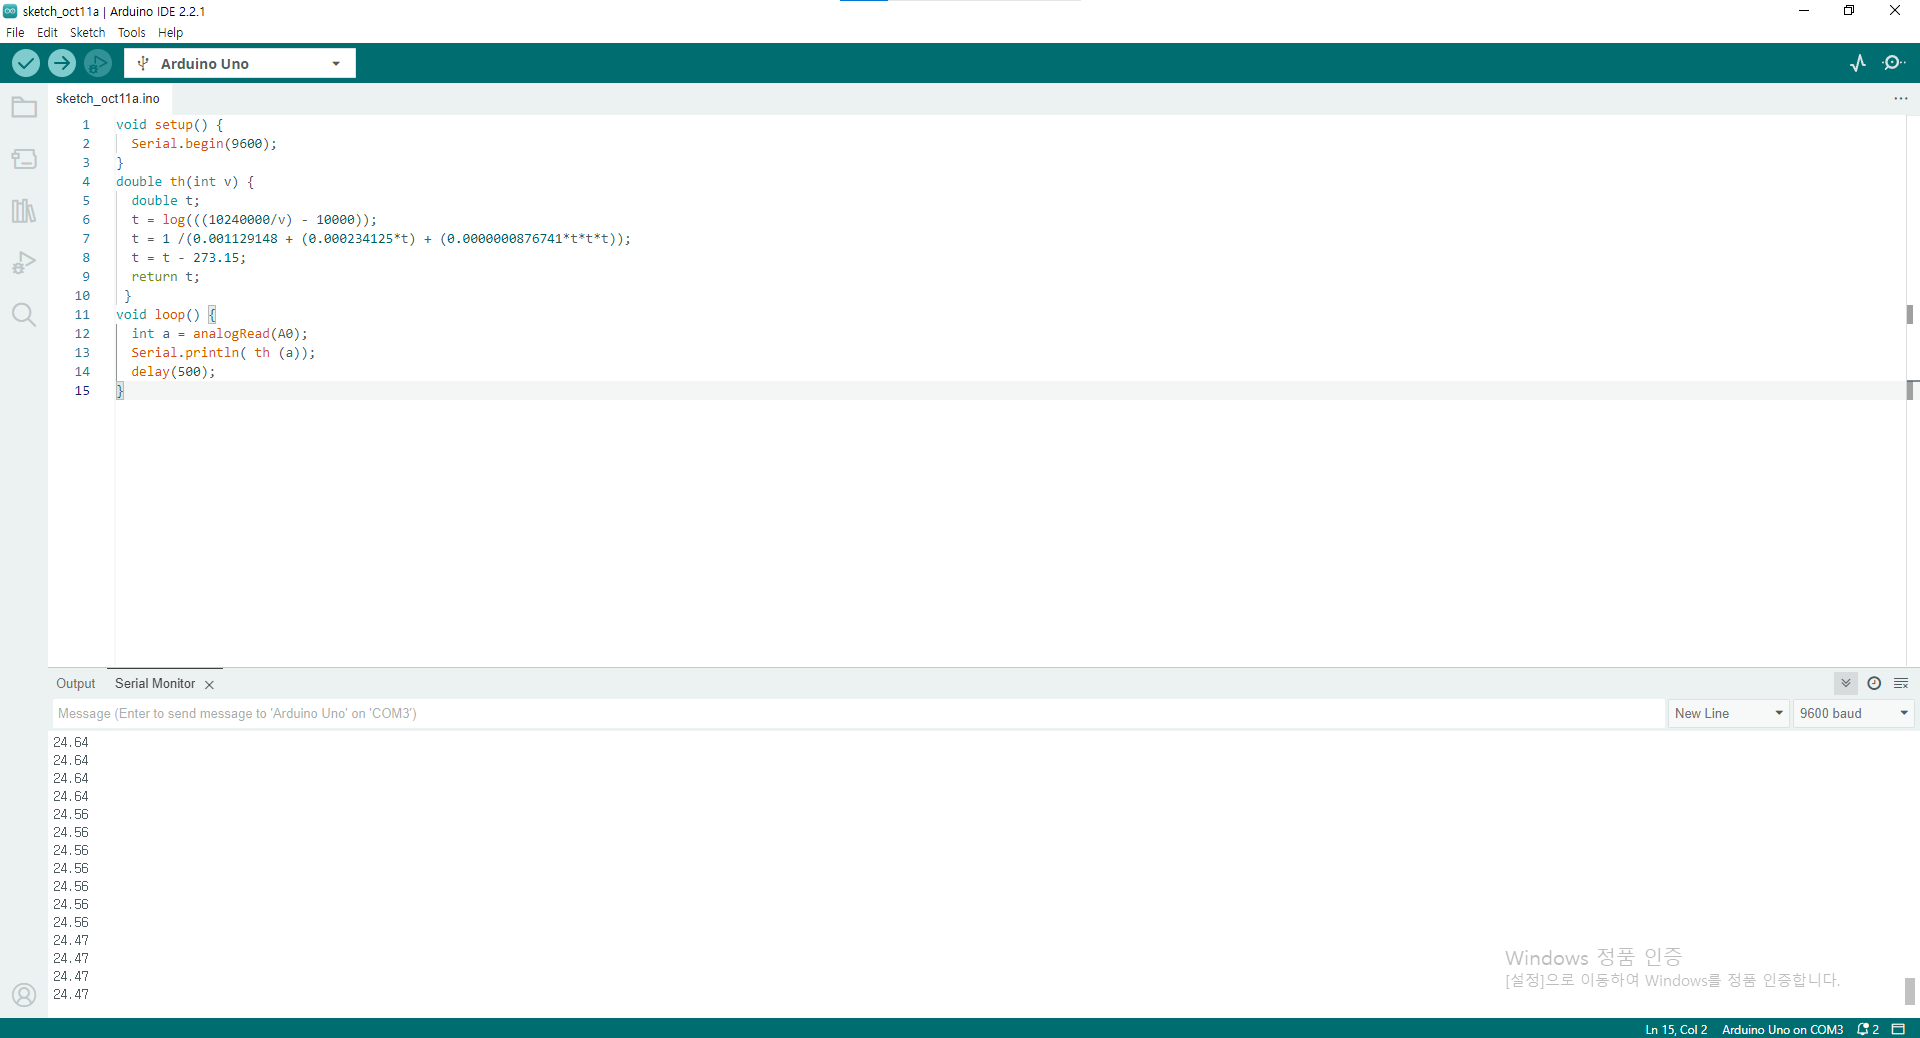 sketch_oct11a | Arduino IDE 2.2.1
File Edit Sketch Tools Help
Arduino Uno
sketch_oct11a.ino
1 void setup() {
2 Serial.begin(9600);
3 }
4 double th(int v) {
5 double t;
6 t = log(((10240000/v) - 10000));
7 t = 1 /(0.001129148 + (0.000234125*t) + (0.0000000876741*t*t*t));
8 t = t - 273.15;
9 return t;
10 }
11 void loop() {
12 int a = analogRead(A0);
13 Serial.println( th (a));
14 delay(500);
15 }
Output Serial Monitor
Message (Enter to send message to 'Arduino Uno' on 'COM3')
New Line
9600 baud
24.64
24.64
24.64
24.64
24.56
24.56
24.56
24.56
24.56
24.56
24.56
24.47
24.47
24.47
24.47
Windows 정품 인증
[설정]으로 이동하여 Windows를 정품 인증합니다.
Ln 15, Col 2 Arduino Uno on COM3 2